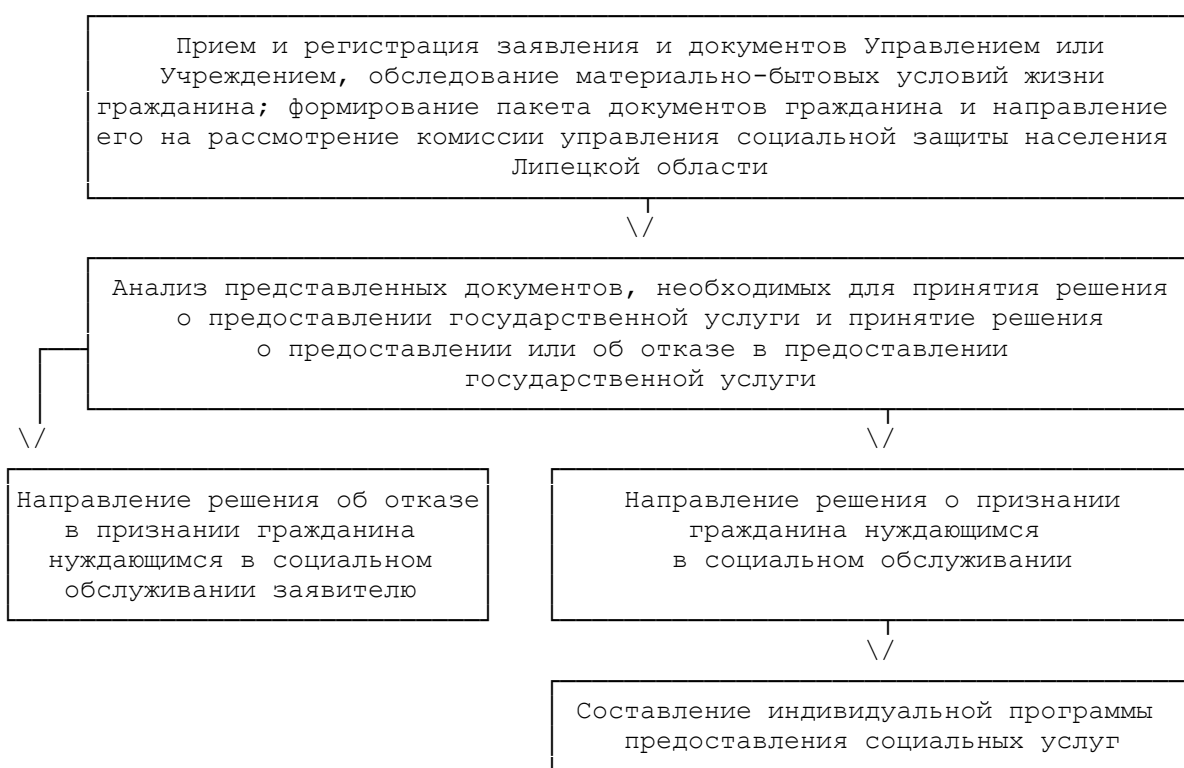 Прием и регистрация заявления и документов Управлением или
Учреждением, обследование материально-бытовых условий жизни
гражданина; формирование пакета документов гражданина и направление
его на рассмотрение комиссии управления социальной защиты населения
Липецкой области
Анализ представленных документов, необходимых для принятия решения
о предоставлении государственной услуги и принятие решения
о предоставлении или об отказе в предоставлении
государственной услуги
Направление решения об отказе
в признании гражданина
нуждающимся в социальном
обслуживании заявителю
Направление решения о признании
гражданина нуждающимся
в социальном обслуживании
Составление индивидуальной программы
предоставления социальных услуг